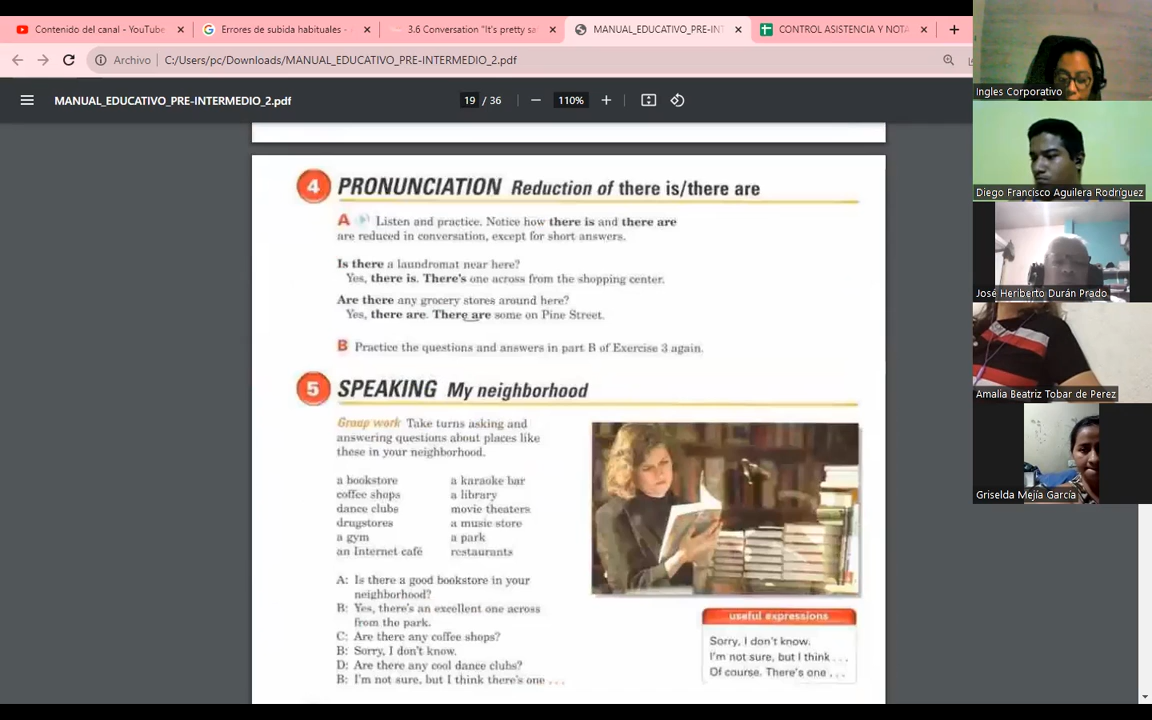 Contenido del canal - YouTube
Errores de subida habituales -
3.6 Conversation "It's pretty sa
MANUAL_EDUCATIVO_PRE-INT
CONTROL ASISTENCIA Y NOTA
Archivo
C:/Users/pc/Downloads/MANUAL_EDUCATIVO_PRE-INTERMEDIO_2.pdf
MANUAL_EDUCATIVO_PRE-INTERMEDIO_2.pdf
19 / 36
110%
4 PRONUNCIATION Reduction of there is/there are
A Listen and practice. Notice how there is and there are
are reduced in conversation, except for short answers.
Is there a laundromat near here?
Yes, there is. There's one across from the shopping center.
Are there any grocery stores around here?
Yes, there are. There are some on Pine Street.
B Practice the questions and answers in part B of Exercise 3 again.
5 SPEAKING My neighborhood
Group work Take turns asking and
answering questions about places like
these in your neighborhood.
a bookstore
coffee shops
dance clubs
drugstores
a gym
an Internet café
a karaoke bar
a library
movie theaters
a music store
a park
restaurants
A: Is there a good bookstore in your
neighborhood?
B: Yes, there's an excellent one across
from the park.
C: Are there any coffee shops?
B: Sorry, I don't know.
D: Are there any cool dance clubs?
B: I'm not sure, but I think there's one ...
useful expressions
Sorry, I don't know.
I'm not sure, but I think ...
Of course. There's one ...
Ingles Corporativo
Diego Francisco Aguilera Rodríguez
José Heriberto Durán Prado
Amalia Beatriz Tobar de Perez
Griselda Mejía García